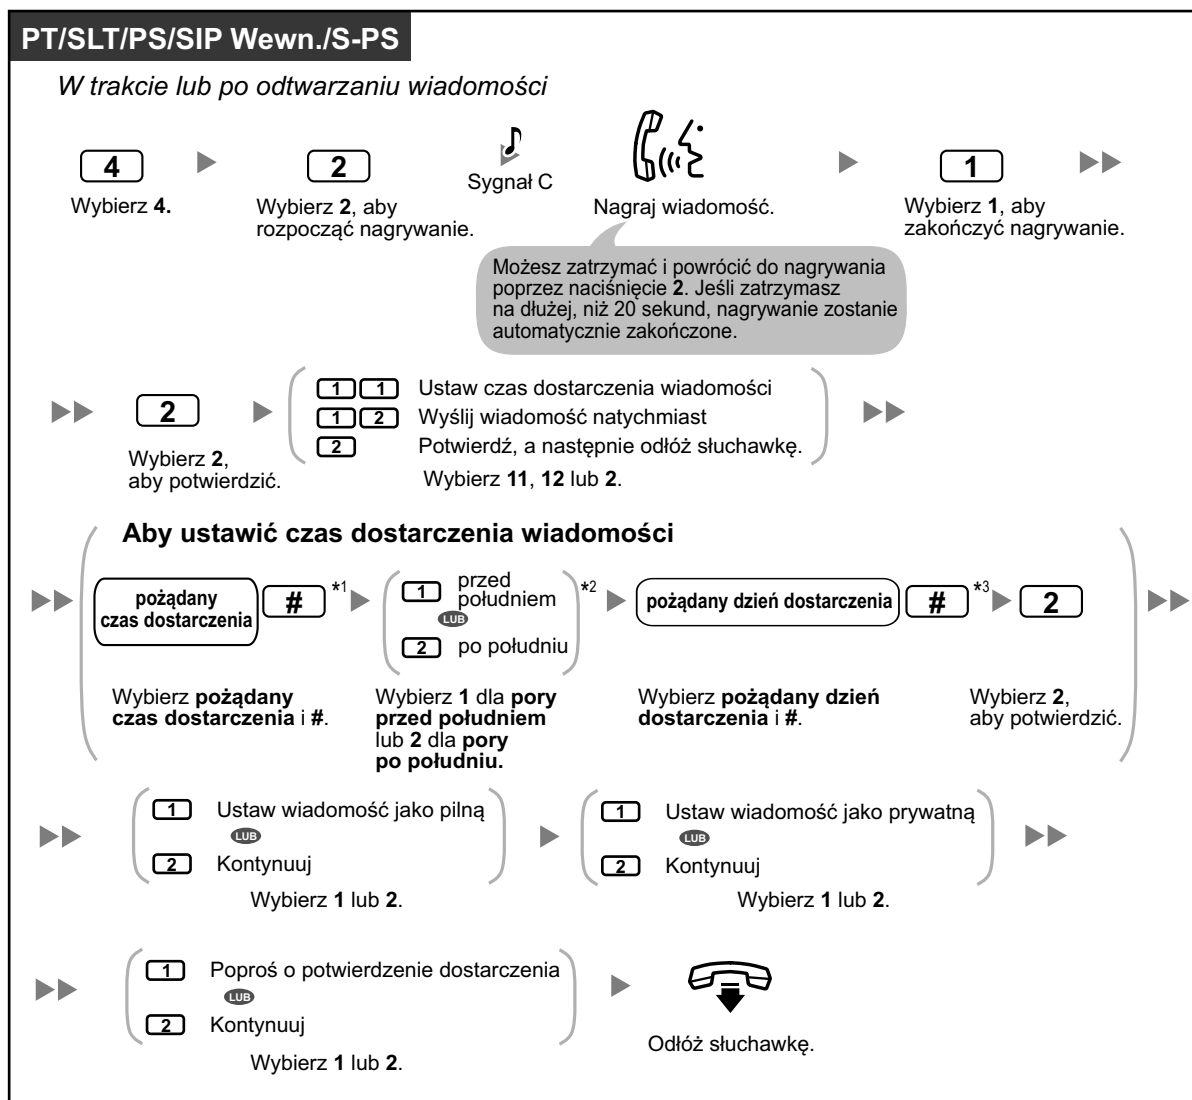 PT/SLT/PS/SIP Wewn./S-PS
W trakcie lub po odtwarzaniu wiadomości
4
Wybierz 4.
2
Wybierz 2, aby
rozpocząć nagrywanie.
Sygnał C
Nagraj wiadomość.
1
Wybierz 1, aby
zakończyć nagrywanie.
Możesz zatrzymać i powrócić do nagrywania
poprzez naciśnięcie 2. Jeśli zatrzymasz
na dłużej, niż 20 sekund, nagrywanie zostanie
automatycznie zakończone.
2
Wybierz 2,
aby potwierdzić.
1 1 Ustaw czas dostarczenia wiadomości
1 2 Wyślij wiadomość natychmiast
2 Potwierdź, a następnie odłóż słuchawkę.
Wybierz 11, 12 lub 2.
Aby ustawić czas dostarczenia wiadomości
pożądany
czas dostarczenia
# *1
Wybierz pożądany
czas dostarczenia i #.
1 przed
południem
LUB
2 po południu
*2
Wybierz 1 dla pory
przed południem
lub 2 dla pory
po południu.
pożądany dzień dostarczenia # *3
Wybierz pożądany dzień
dostarczenia i #.
2
Wybierz 2,
aby potwierdzić.
1 Ustaw wiadomość jako pilną
LUB
2 Kontynuuj
Wybierz 1 lub 2.
1 Ustaw wiadomość jako prywatną
LUB
2 Kontynuuj
Wybierz 1 lub 2.
1 Poproś o potwierdzenie dostarczenia
LUB
2 Kontynuuj
Wybierz 1 lub 2.
Odłóż słuchawkę.